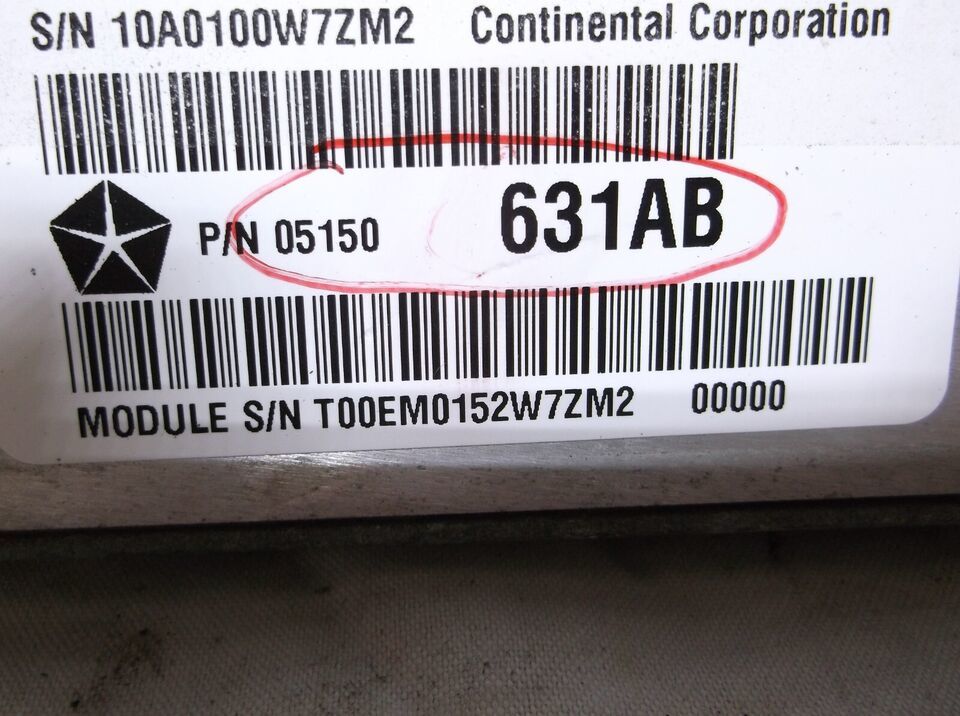 S/N 10A0100W7ZM2 Continental Corporation
P/N 05150 631AB
MODULE S/N T00EM0152W7ZM2 00000